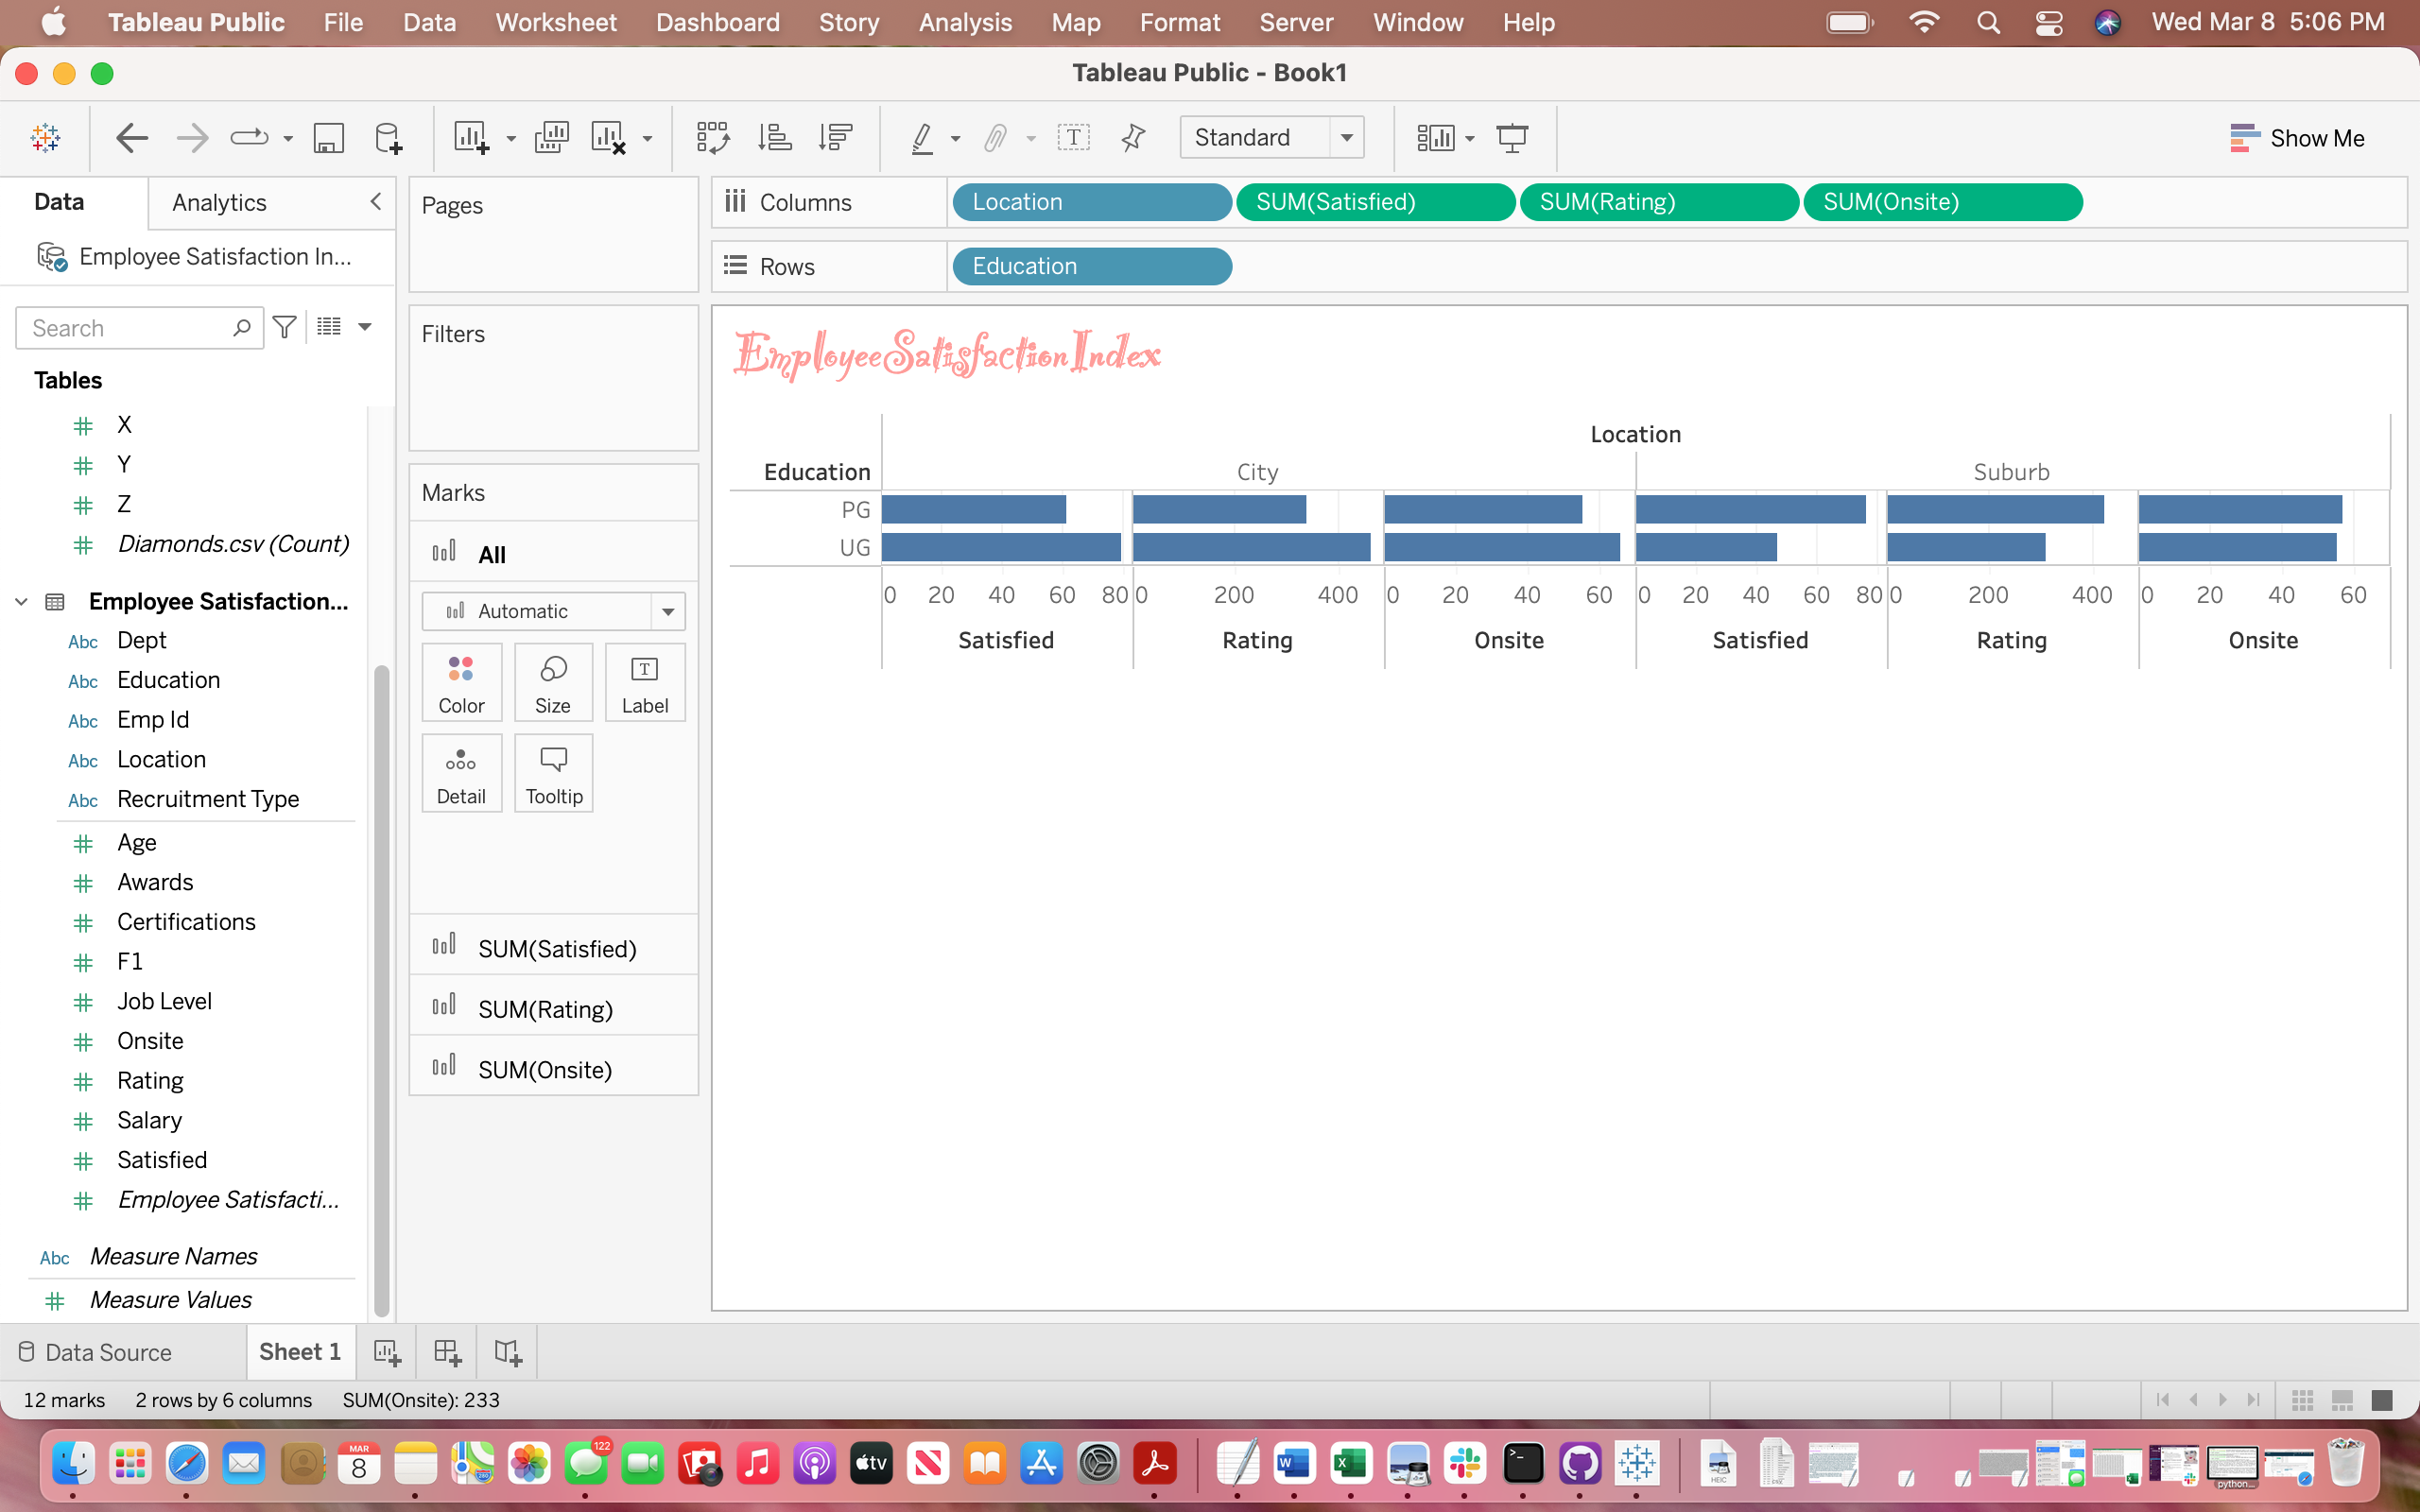 Tableau Public File Data Worksheet Dashboard Story Analysis Map Format Server Window Help Wed Mar 8 5:06 PM
Tableau Public - Book1
Standard Show Me
Data Analytics
Employee Satisfaction In...
Search
Tables
X
Y
Z
Diamonds.csv (Count)
Employee Satisfaction...
Abc Dept
Abc Education
Abc Emp Id
Abc Location
Abc Recruitment Type
Age
Awards
Certifications
F1
Job Level
Onsite
Rating
Salary
Satisfied
Employee Satisfacti...
Abc Measure Names
Measure Values
Pages
Filters
Marks
All
Automatic
Color Size Label
Detail Tooltip
SUM(Satisfied)
SUM(Rating)
SUM(Onsite)
Columns Location SUM(Satisfied) SUM(Rating) SUM(Onsite)
Rows Education
EmployeeSatisfactionIndex
Location
Education City Suburb
PG
UG
0 20 40 60 80 0 200 400 0 20 40 60 0 20 40 60 80 0 200 400 0 20 40 60
Satisfied Rating Onsite Satisfied Rating Onsite
Data Source Sheet 1
12 marks 2 rows by 6 columns SUM(Onsite): 233
MAR
8
122
tv
HEIC
python...